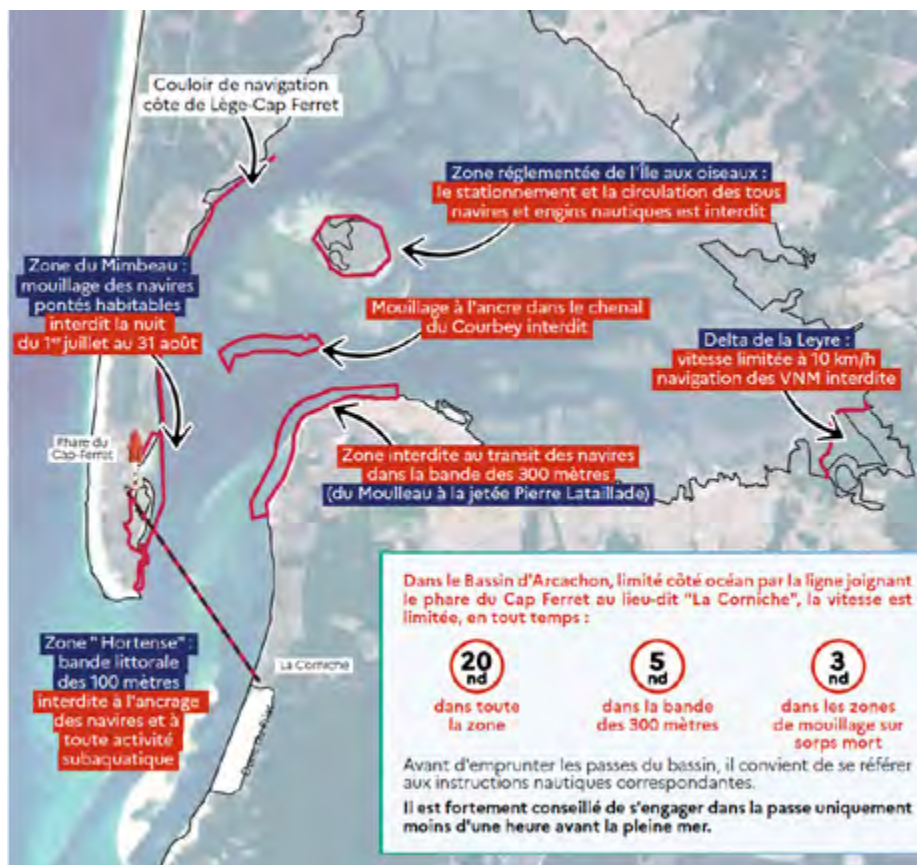 Couloir de navigation
côte de Lège-Cap Ferret
Zone réglementée de l'Île aux oiseaux :
le stationnement et la circulation des tous
navires et engins nautiques est interdit
Zone du Mimbeau :
mouillage des navires
pontés habitables
interdit la nuit
du 1er juillet au 31 août
Mouillage à l'ancre dans le chenal
du Courbey interdit
Delta de la Leyre :
vitesse limitée à 10 km/h
navigation des VNM interdite
Phare du
Cap-Ferret
Zone interdite au transit des navires
dans la bande des 300 mètres
(du Moulleau à la jetée Pierre Lataillade)
Zone "Hortense" :
bande littorale
des 100 mètres
interdite à l'ancrage
des navires et à
toute activité
subaquatique
La Corniche
Dune du Pilat
Dans le Bassin d'Arcachon, limité côté océan par la ligne joignant
le phare du Cap Ferret au lieu-dit "La Corniche", la vitesse est
limitée, en tout temps :
20
nd
dans toute
la zone
5
nd
dans la bande
des 300 mètres
3
nd
dans les zones
de mouillage sur
sorps mort
Avant d'emprunter les passes du bassin, il convient de se référer
aux instructions nautiques correspondantes.
Il est fortement conseillé de s'engager dans la passe uniquement
moins d'une heure avant la pleine mer.